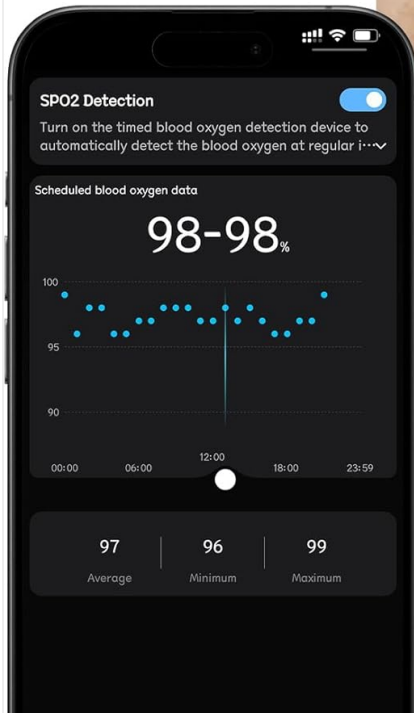 SPO2 Detection
Turn on the timed blood oxygen detection device to
automatically detect the blood oxygen at regular i...
Scheduled blood oxygen data
98-98%
100
95
90
12:00
00:00 06:00 18:00 23:59
97 96 99
Average Minimum Maximum